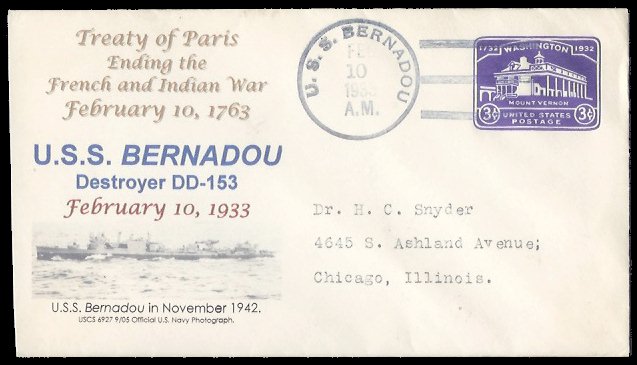 Treaty of Paris
Ending the
French and Indian War
February 10, 1763
U.S.S. BERNADOU
Destroyer DD-153
February 10, 1933
U.S.S. Bernadou in November 1942.
USCS 6927 9/05 Official U.S. Navy Photograph.
U. S. S. BERNADOU
FEB
10
1933
A.M.
1732 WASHINGTON 1932
MOUNT VERNON
3¢ UNITED STATES 3¢
POSTAGE
Dr. H. C. Snyder
4645 S. Ashland Avenue;
Chicago, Illinois.